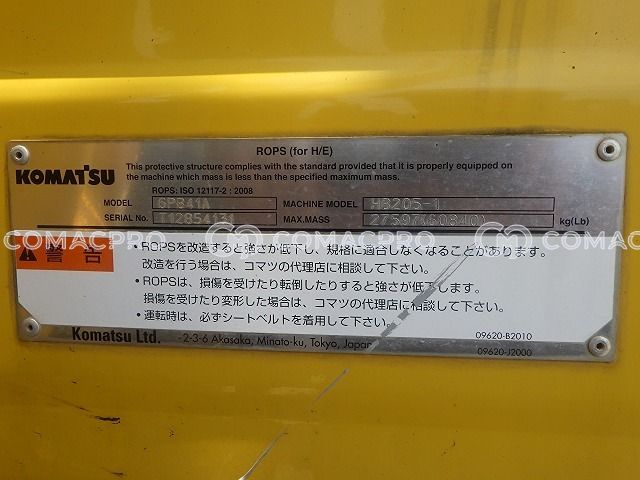 ROPS (for H/E)
This protective structure complies with the standard provided that it is properly equipped on
the machine which mass is less than the specified maximum mass.
KOMATSU
ROPS: ISO 12117-2 : 2008
MODEL 6PB41A MACHINE MODEL HB205-1
SERIAL No. T12854131 MAX.MASS kg(Lb)
COMACPRO COMACPRO COMACPRO
警告
・ROPSを改造すると強さが低下し、規格に適合しなくなることがあります。
改造を行う場合は、コマツの代理店に相談して下さい。
・ROPSは、損傷を受けたり転倒したりすると強さが低下します。
損傷を受けたり変形した場合は、コマツの代理店に相談して下さい。
・運転時は、必ずシートベルトを着用して下さい。
09620-B2010
Komatsu Ltd. 2-3-6 Akasaka, Minato-ku, Tokyo, Japan 09620-J2000